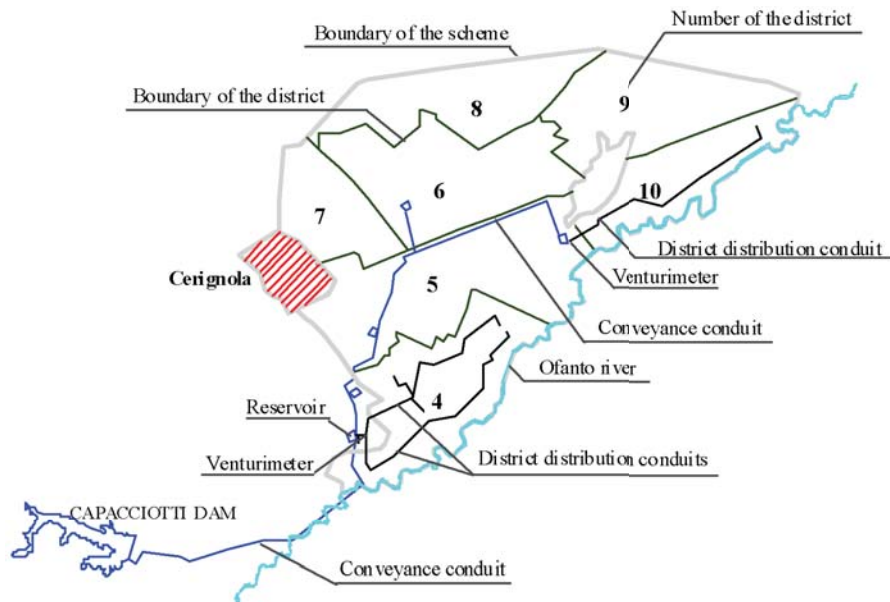 Number of the district
Boundary of the scheme
Boundary of the district
8
9
6
10
7
District distribution conduit
Cerignola
Venturimeter
5
Conveyance conduit
Ofanto river
4
Reservoir
Venturimeter
District distribution conduits
CAPACCIOTTI DAM
Conveyance conduit